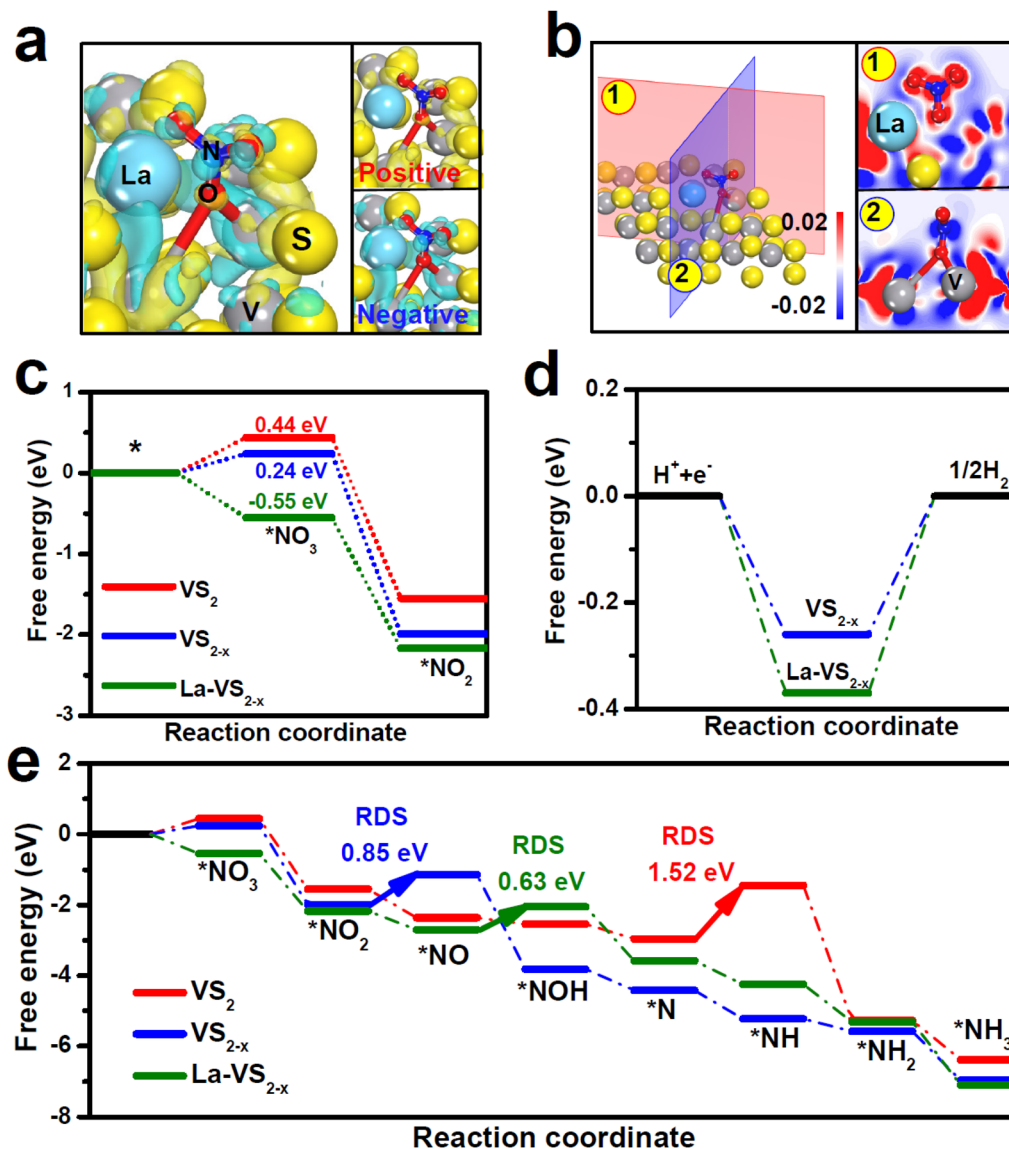 a
La
N
O
S
V
Positive
Negative
b
1
2
0.02
-0.02
1
La
2
V
c
Free energy (eV)
1
0
-1
-2
-3
*
0.44 eV
0.24 eV
-0.55 eV
*NO3
*NO2
VS2
VS2-x
La-VS2-x
Reaction coordinate
d
Free energy (eV)
0.2
0.0
-0.2
-0.4
H++e-
1/2H2
VS2-x
La-VS2-x
Reaction coordinate
e
Free energy (eV)
2
0
-2
-4
-6
-8
RDS
0.85 eV
RDS
0.63 eV
RDS
1.52 eV
*NO3
*NO2
*NO
*NOH
*N
*NH
*NH2
*NH3
VS2
VS2-x
La-VS2-x
Reaction coordinate